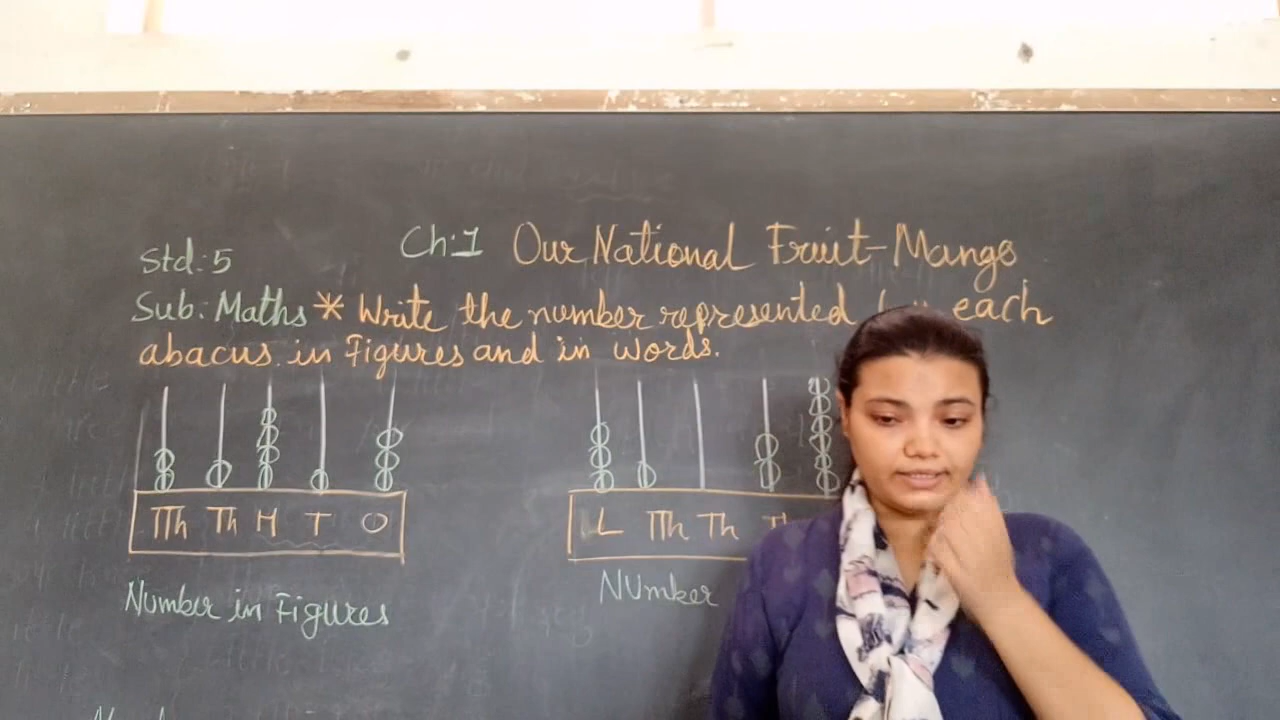 Std: 5
Ch:1 Our National Fruit-Mango
Sub: Maths * Write the number represented each
abacus. in Figures and in words.
TTh Th H T O
L TTh Th
Number in Figures
Number